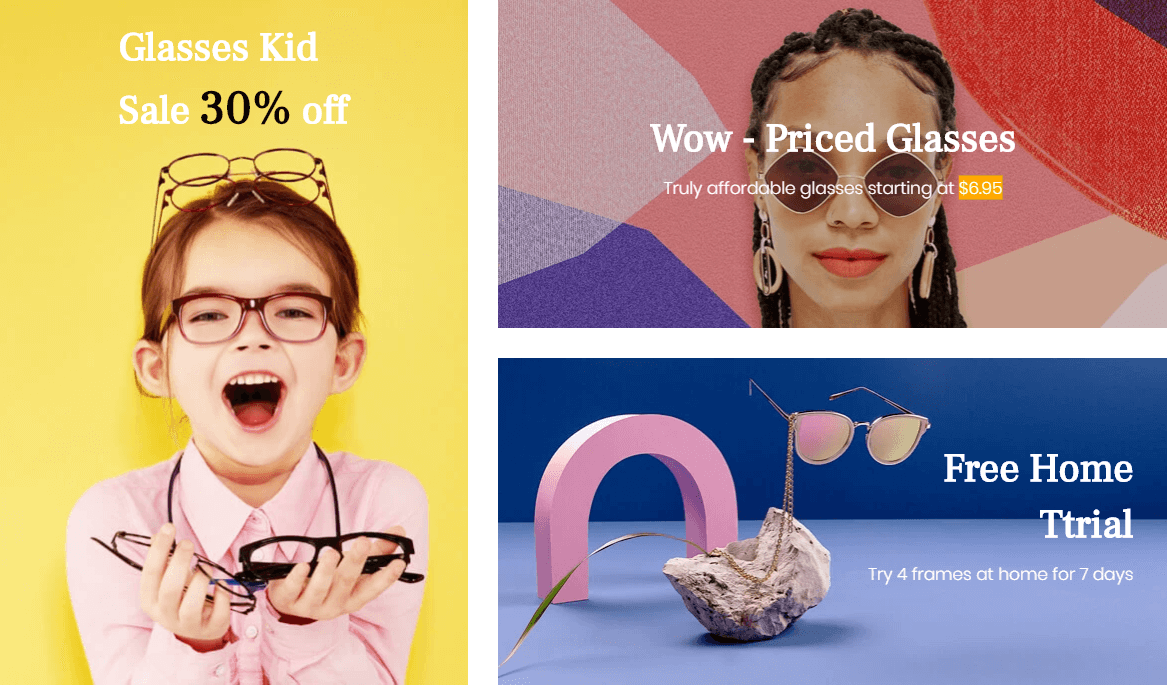 Glasses Kid
Sale 30% off
Wow - Priced Glasses
Truly affordable glasses starting at $6.95
Free Home
Ttrial
Try 4 frames at home for 7 days